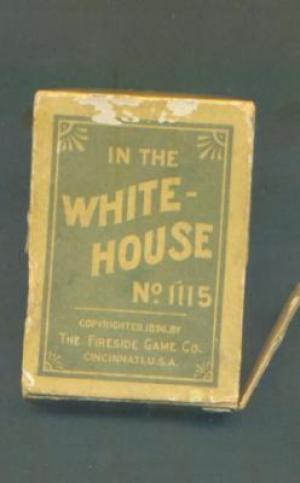 IN THE
WHITE-
HOUSE
No 1115
COPYRIGHTED, 1896, BY
THE FIRESIDE GAME CO.
CINCINNATI, U.S.A.